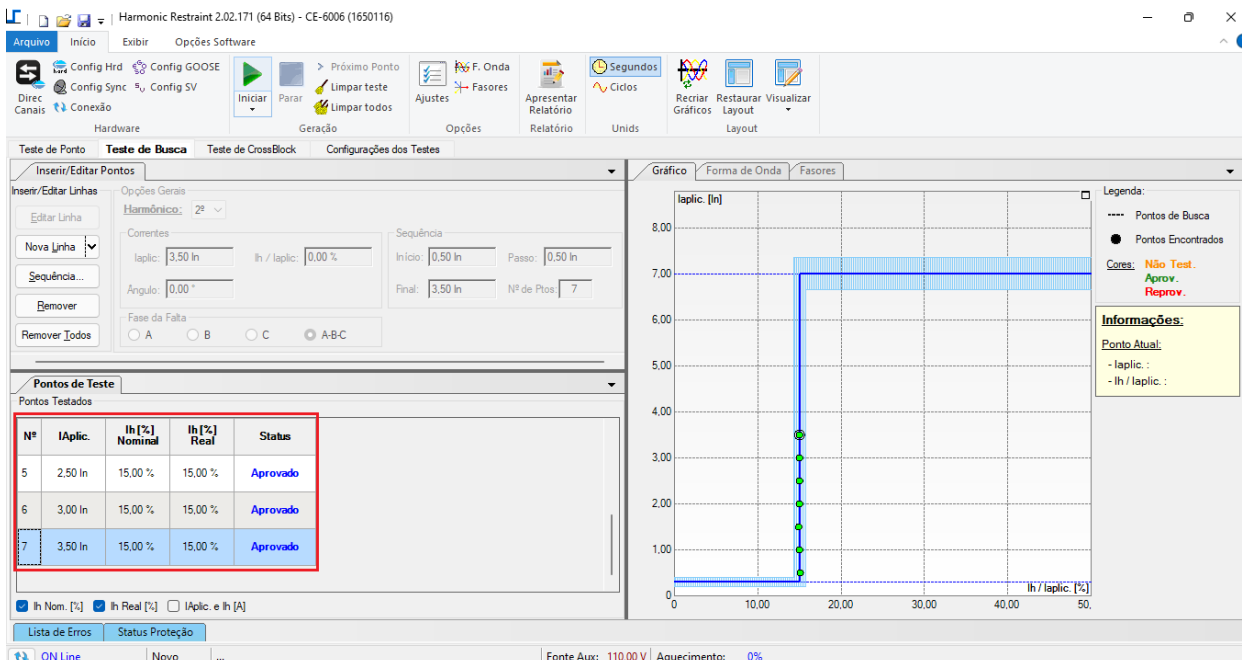 Harmonic Restraint 2.02.171 (64 Bits) - CE-6006 (1650116)
Arquivo Início Exibir Opções Software
Direc Canais
Config Hrd
Config Sync
Conexão
Config GOOSE
Config SV
Hardware
Iniciar
Parar
Próximo Ponto
Limpar teste
Limpar todos
Geração
Ajustes
F. Onda
Fasores
Opções
Apresentar Relatório
Relatório
Segundos
Ciclos
Unids
Recriar Gráficos
Restaurar Layout
Visualizar
Layout
Teste de Ponto Teste de Busca Teste de CrossBlock Configurações dos Testes
Inserir/Editar Pontos
Inserir/Editar Linhas
Editar Linha
Nova Linha
Sequência...
Remover
Remover Todos
Opções Gerais
Harmônico: 2º
Correntes
Iaplic: 3,50 In Ih / Iaplic: 0,00 %
Angulo: 0,00 °
Sequência
Início: 0,50 In Passo: 0,50 In
Final: 3,50 In Nº de Ptos: 7
Fase da Falta
A B C A-B-C
Pontos de Teste
Pontos Testados
Nº IAplic. Ih [%] Nominal Ih [%] Real Status
5 2,50 In 15,00 % 15,00 % Aprovado
6 3,00 In 15,00 % 15,00 % Aprovado
7 3,50 In 15,00 % 15,00 % Aprovado
Ih Nom. [%] Ih Real [%] IAplic. e Ih [A]
Gráfico Forma de Onda Fasores
Iaplic. [In]
8,00
7,00
6,00
5,00
4,00
3,00
2,00
1,00
0
0 10,00 20,00 30,00 40,00 50,
Ih / Iaplic. [%]
Legenda:
Pontos de Busca
Pontos Encontrados
Cores: Não Test.
Aprov.
Reprov.
Informações:
Ponto Atual:
- Iaplic. :
- Ih / Iaplic. :
Lista de Erros Status Proteção
ON Line Novo ... Fonte Aux: 110,00 V Aquecimento: 0%